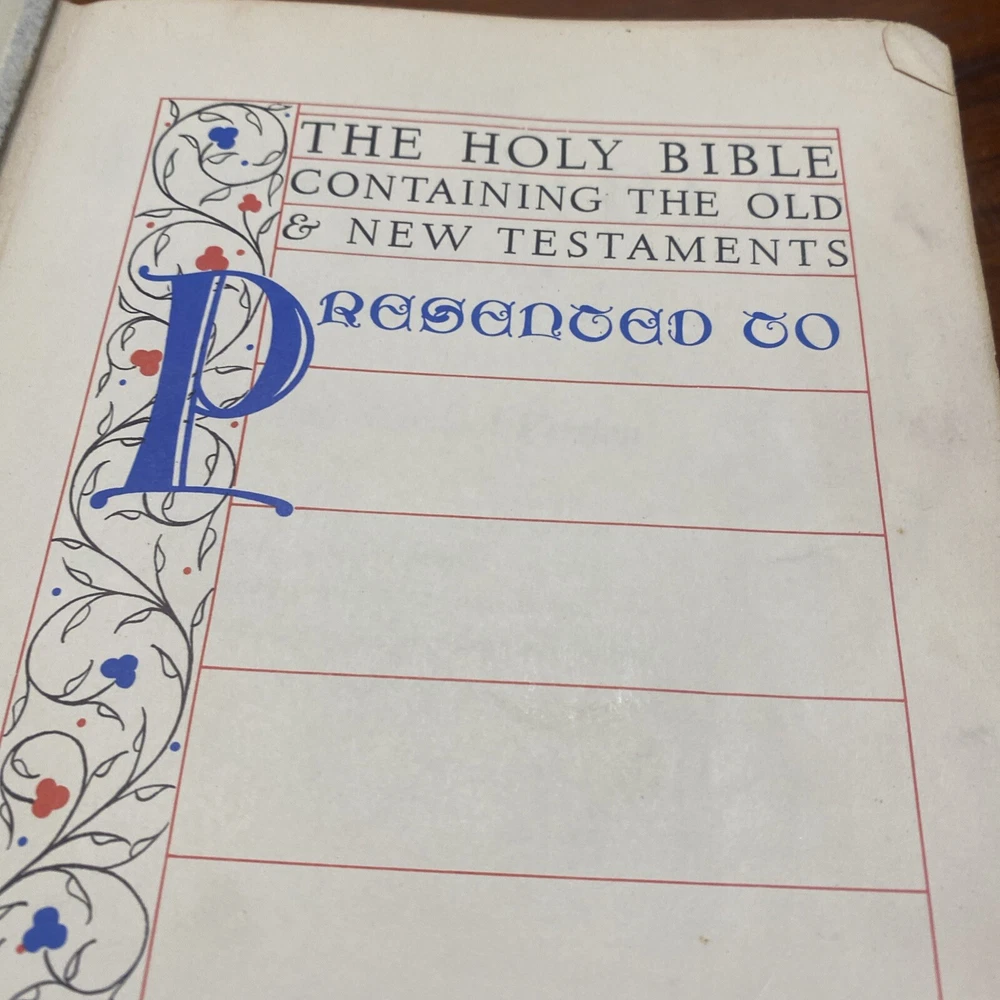 THE HOLY BIBLE
CONTAINING THE OLD
& NEW TESTAMENTS
PRESENTED TO